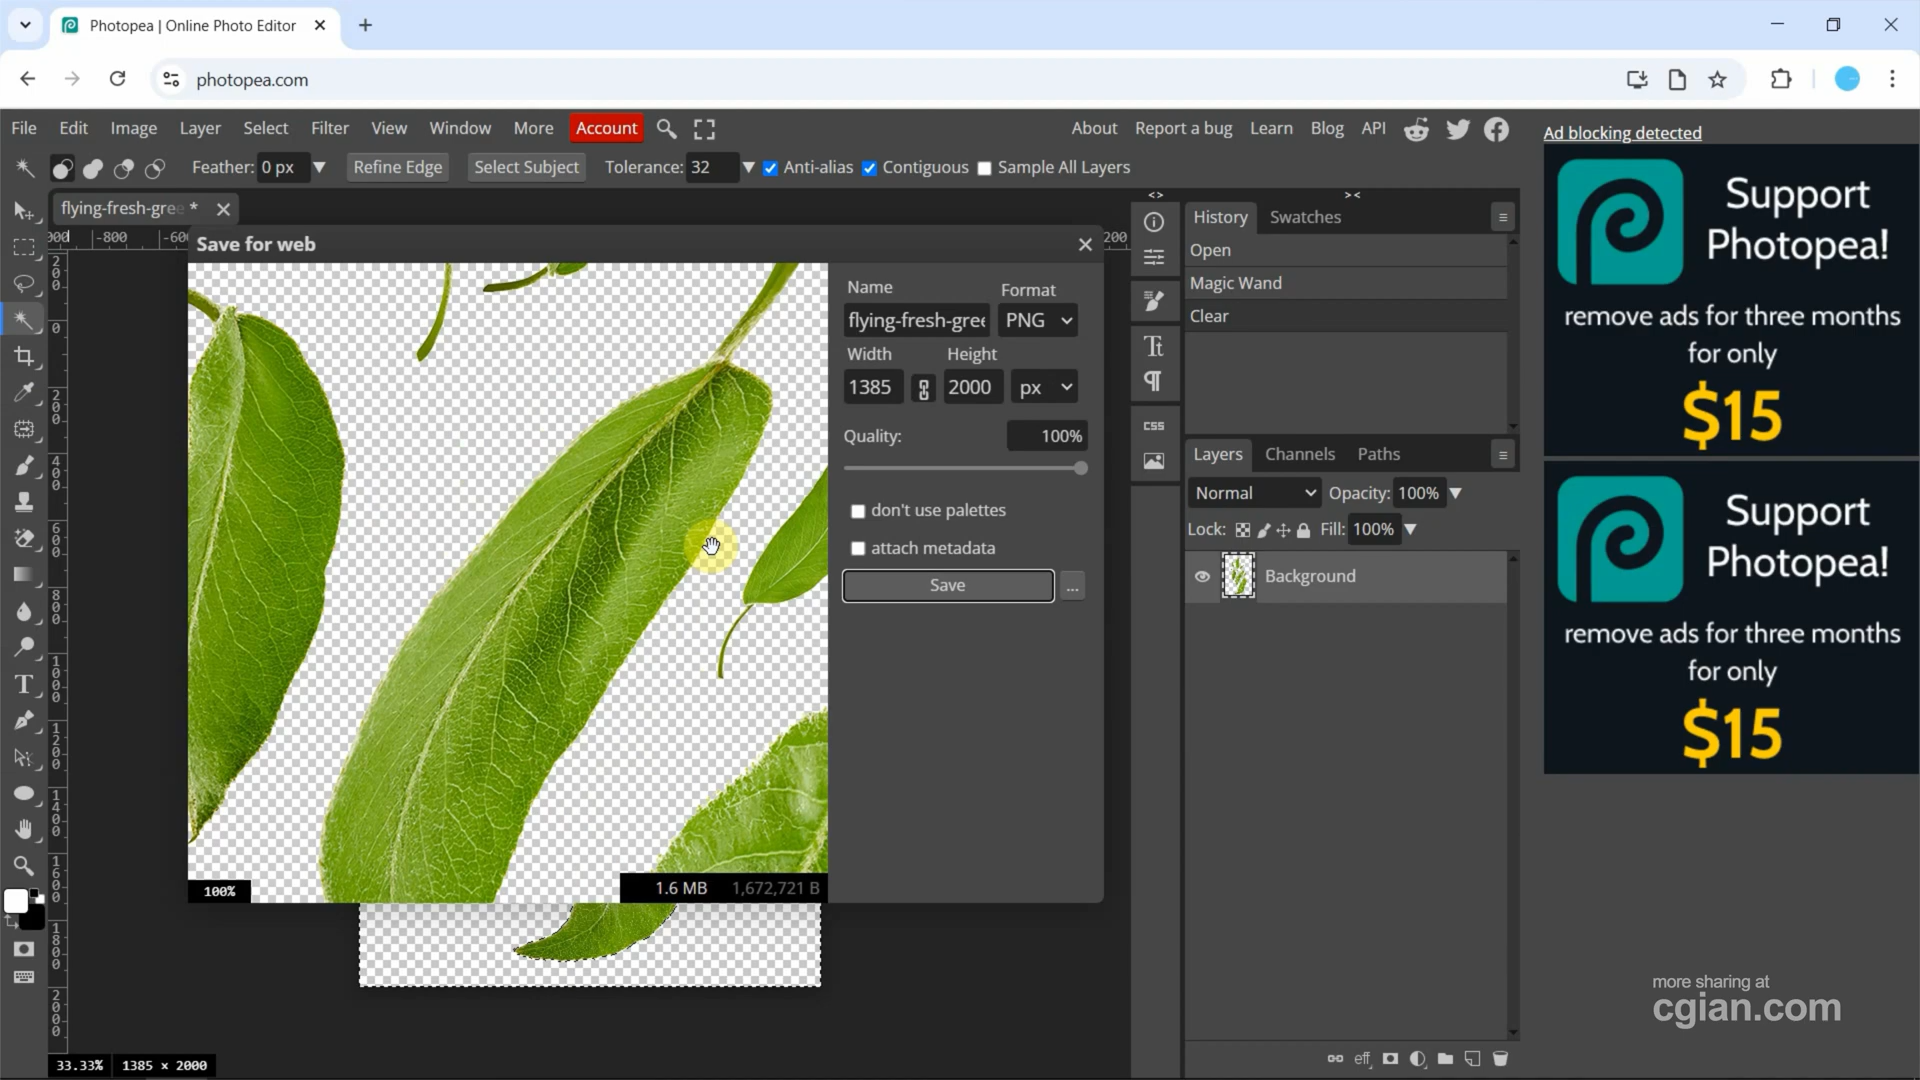 Photopea | Online Photo Editor
photopea.com
File Edit Image Layer Select Filter View Window More Account
About Report a bug Learn Blog API
Feather: 0 px Refine Edge Select Subject Tolerance: 32 Anti-alias Contiguous Sample All Layers
flying-fresh-gree *
-800
Save for web
Name
Format
flying-fresh-gree
PNG
Width
Height
1385
2000
px
Quality:
100%
don't use palettes
attach metadata
Save
...
100%
1.6 MB 1,672,721 B
33.33% 1385 × 2000
<> ><
History Swatches
Open
Magic Wand
Clear
CSS
Layers Channels Paths
Normal Opacity: 100%
Lock: Fill: 100%
Background
eff
Ad blocking detected
Support
Photopea!
remove ads for three months
for only
$15
Support
Photopea!
remove ads for three months
for only
$15
more sharing at
cgian.com